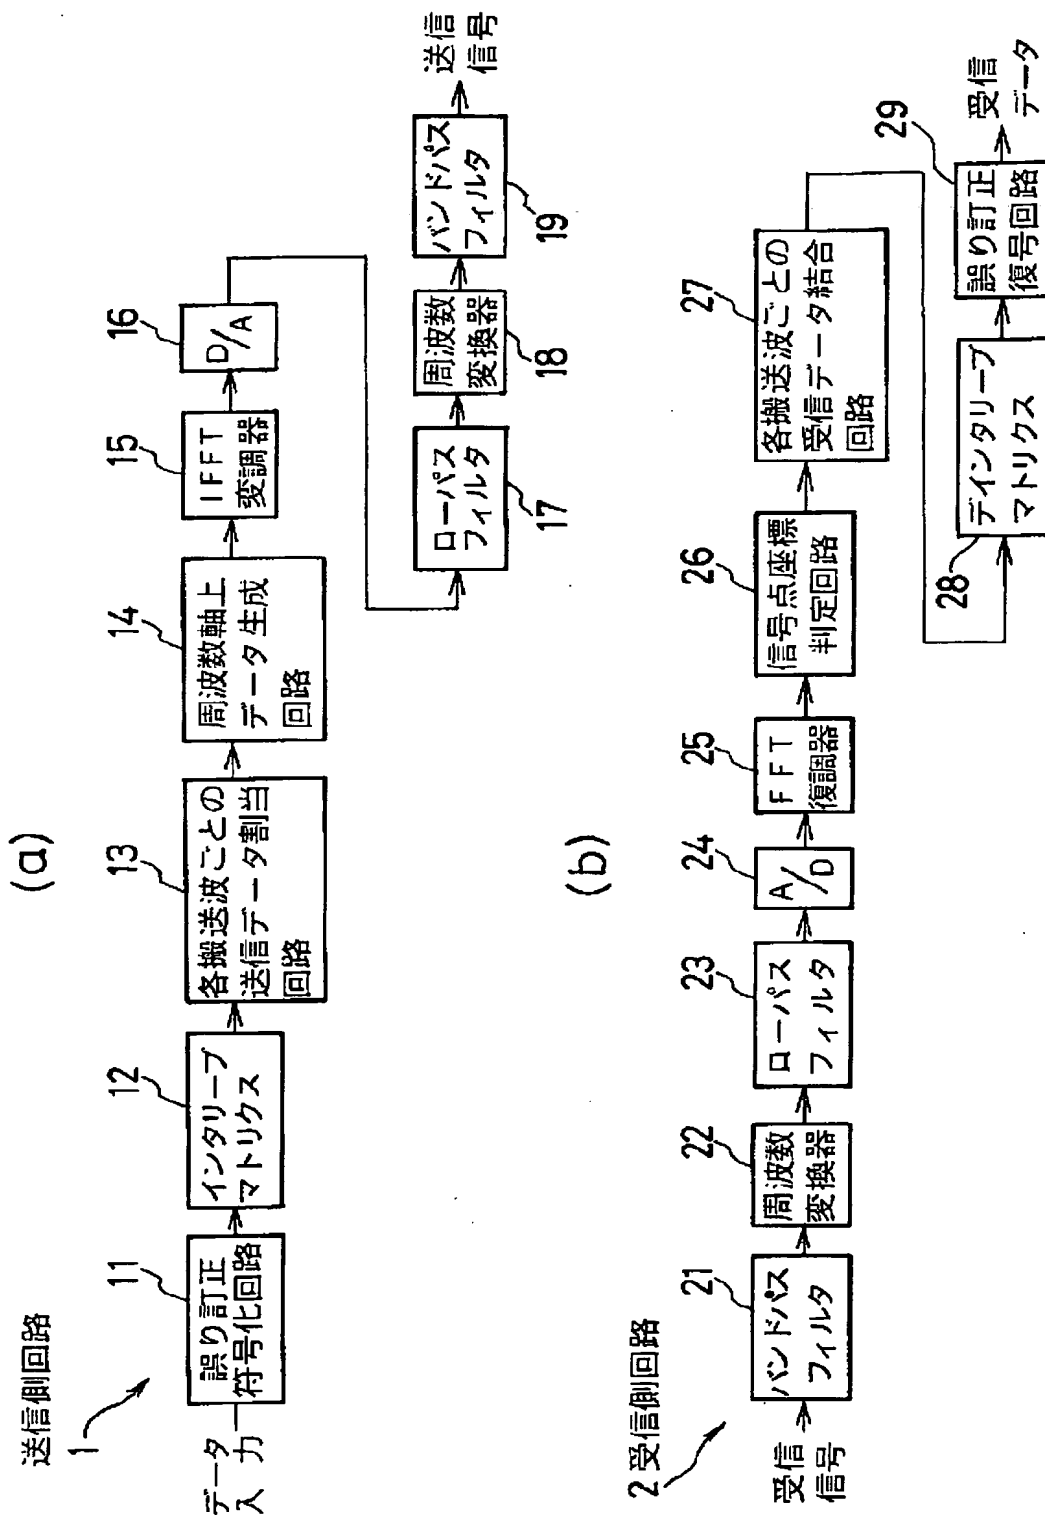 (a)
送信側回路
1
データ
入力
11
誤り訂正
符号化回路
12
インタリーブ
マトリクス
13
各搬送波ごとの
送信データ割当
回路
14
周波数軸上
データ生成
回路
15
IFFT
変調器
16
D/A
17
ローパス
フィルタ
18
周波数
変換器
19
バンドパス
フィルタ
送信
信号
(b)
2 受信側回路
受信
信号
21
バンドパス
フィルタ
22
周波数
変換器
23
ローパス
フィルタ
24
A/D
25
FFT
復調器
26
信号点座標
判定回路
27
各搬送波ごとの
受信データ結合
回路
28
デインタリーブ
マトリクス
29
誤り訂正
復号回路
受信
データ